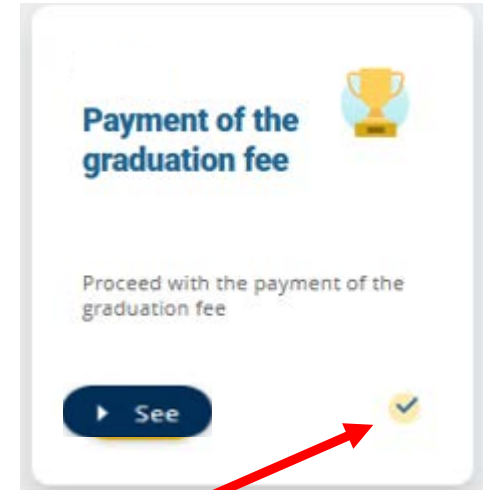 Payment of the
graduation fee
Proceed with the payment of the
graduation fee
See